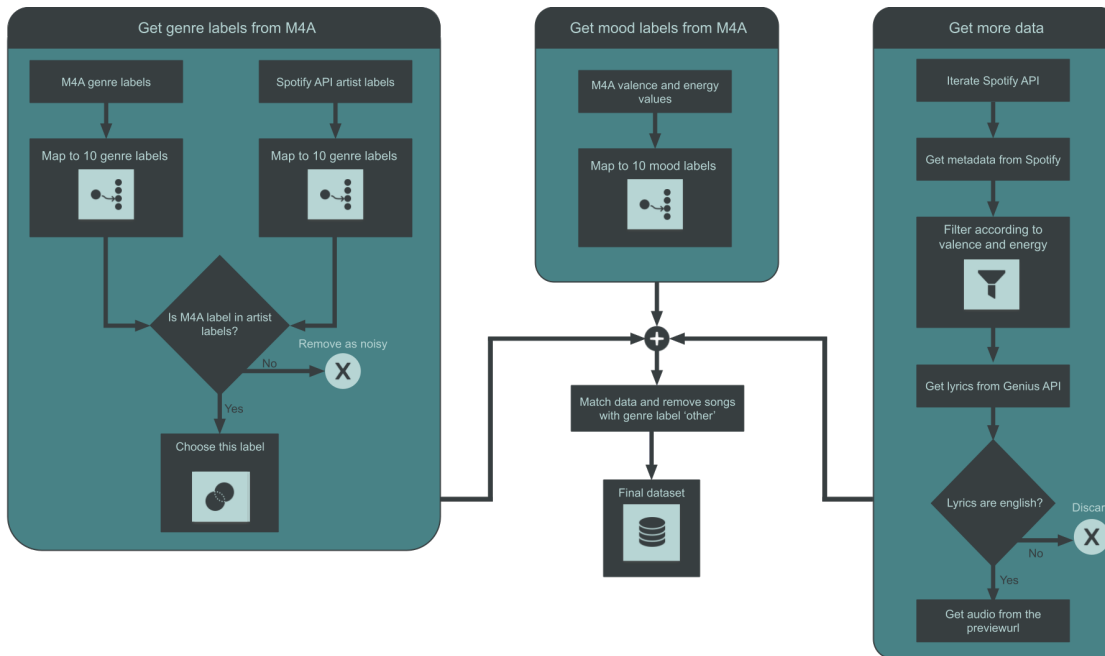 Get genre labels from M4A
M4A genre labels
Spotify API artist labels
Map to 10 genre labels
Map to 10 genre labels
Is M4A label in artist
labels?
Remove as noisy
No
X
Yes
Choose this label
Get mood labels from M4A
M4A valence and energy
values
Map to 10 mood labels
Match data and remove songs
with genre label ‘other’
Final dataset
Get more data
Iterate Spotify API
Get metadata from Spotify
Filter according to
valence and energy
Get lyrics from Genius API
Lyrics are english?
Discar
No
X
Yes
Get audio from the
previewurl